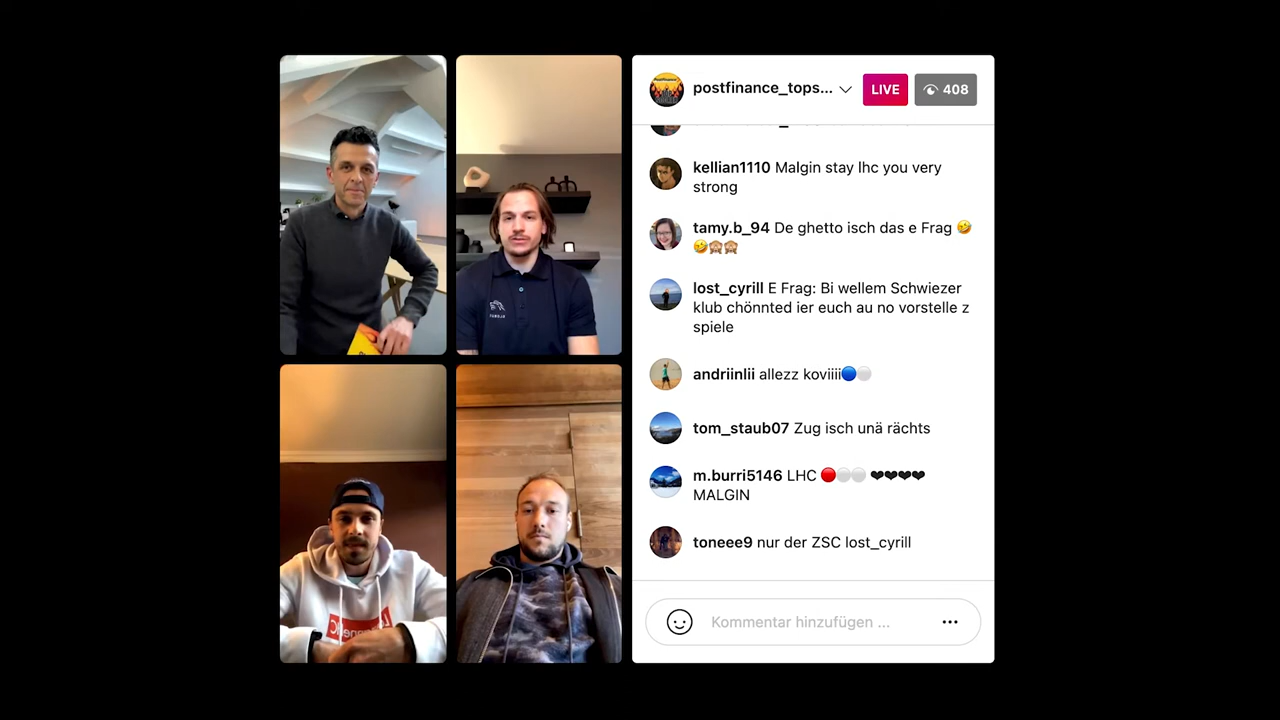 postfinance_tops...
LIVE
408
kellian1110 Malgin stay lhc you very
strong
tamy.b_94 De ghetto isch das e Frag 🤣
🤣🙈🙈
lost_cyrill E Frag: Bi wellem Schwiezer
klub chönnted ier euch au no vorstelle z
spiele
andriinlii allezz koviiii🔵⚪
tom_staub07 Zug isch unä rächts
m.burri5146 LHC 🔴⚪⚪ ❤❤❤❤
MALGIN
toneee9 nur der ZSC lost_cyrill
Kommentar hinzufügen ...